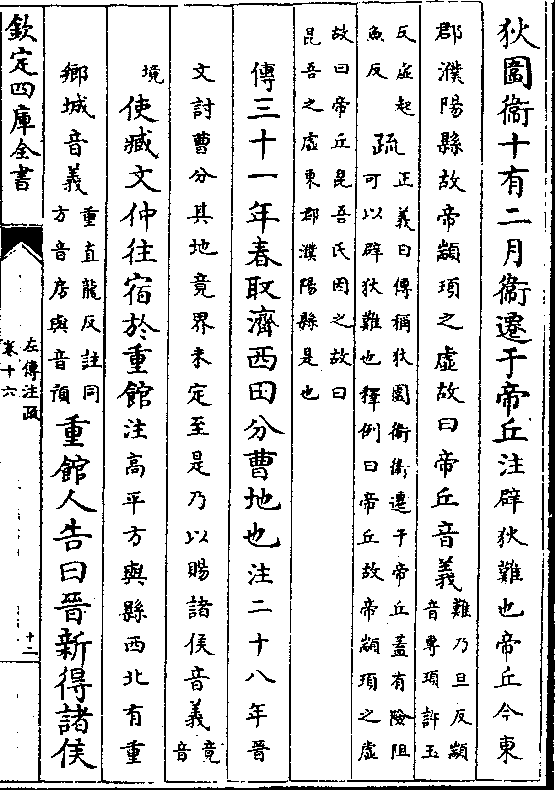 狄圍衞十有二月衞遷于帝丘注辟狄難也帝丘今東
郡濮陽縣故帝顓頊之虛故曰帝丘音義難乃旦反顓
音專頊許玉
反虛起
魚反疏正義曰傳稱狄圍衞衞遷于帝丘蓋有險阻
可以辟狄難也釋例曰帝丘故帝顓頊之虛
故曰帝丘昆吾氏因之故曰
昆吾之虛東郡濮陽縣是也
傳三十一年春取濟西田分曹地也注二十八年晉
文討曹分其地竟界未定至是乃以賜諸侯音義竟
音
境使臧文仲往宿於重館注高平方與縣西北有重
鄉城音義重直龍反註同
方音房與音預重館人告曰晉新得諸侯
欽定四庫全書
左傳注疏
卷十六
十二